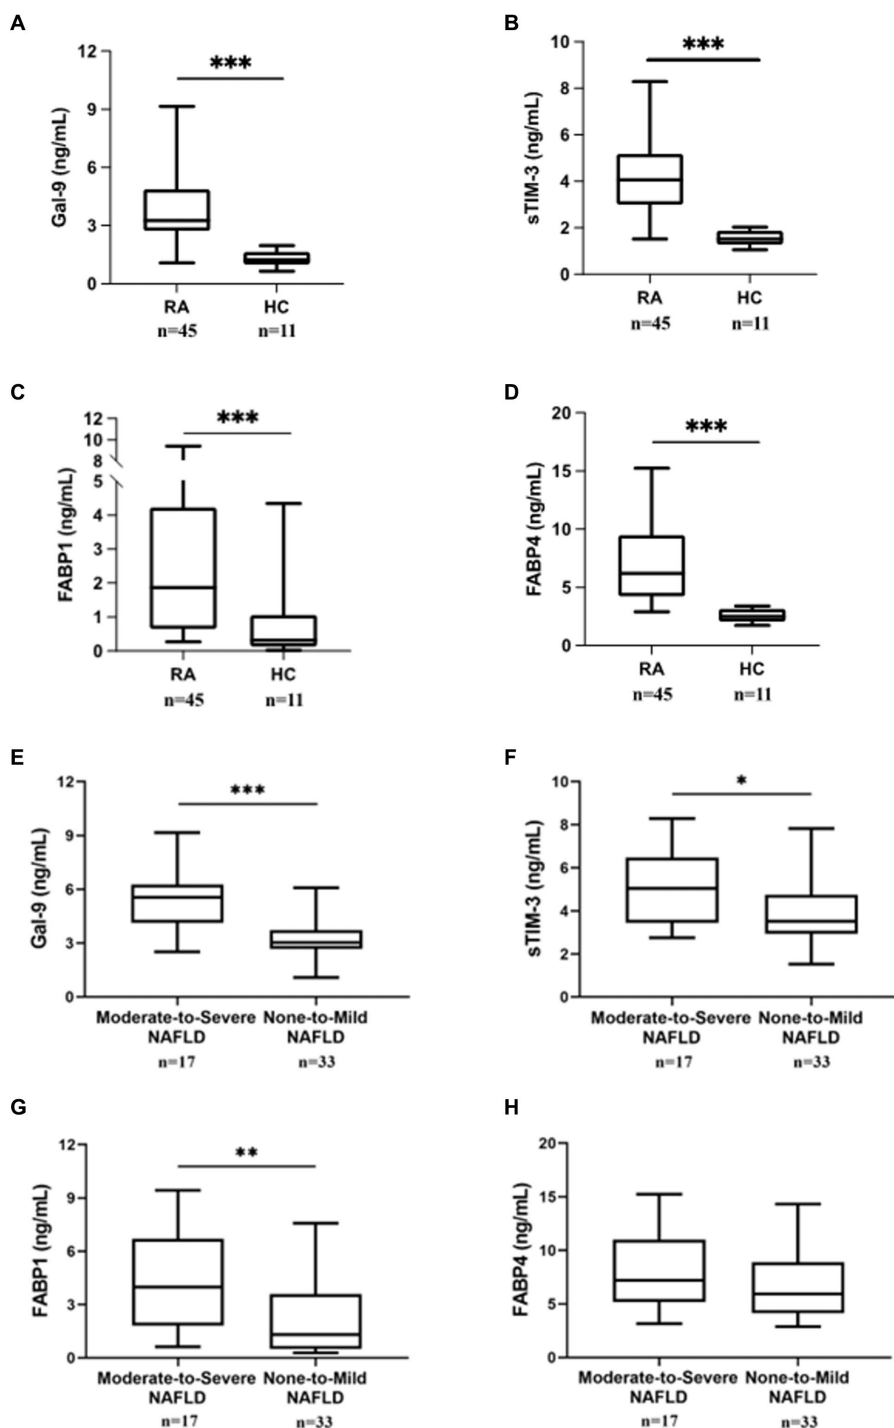 A
Gal-9 (ng/mL)
12
9
6
3
0
***
RA
HC
n=45
n=11
B
sTIM-3 (ng/mL)
10
8
6
4
2
0
***
RA
HC
n=45
n=11
C
FABP1 (ng/mL)
12
10
8
5
4
3
2
1
0
***
RA
HC
n=45
n=11
D
FABP4 (ng/mL)
20
15
10
5
0
***
RA
HC
n=45
n=11
E
Gal-9 (ng/mL)
12
9
6
3
0
***
Moderate-to-Severe None-to-Mild
NAFLD NAFLD
n=17 n=33
F
sTIM-3 (ng/mL)
10
8
6
4
2
0
*
Moderate-to-Severe None-to-Mild
NAFLD NAFLD
n=17 n=33
G
FABP1 (ng/mL)
12
9
6
3
0
**
Moderate-to-Severe None-to-Mild
NAFLD NAFLD
n=17 n=33
H
FABP4 (ng/mL)
20
15
10
5
0
Moderate-to-Severe None-to-Mild
NAFLD NAFLD
n=17 n=33